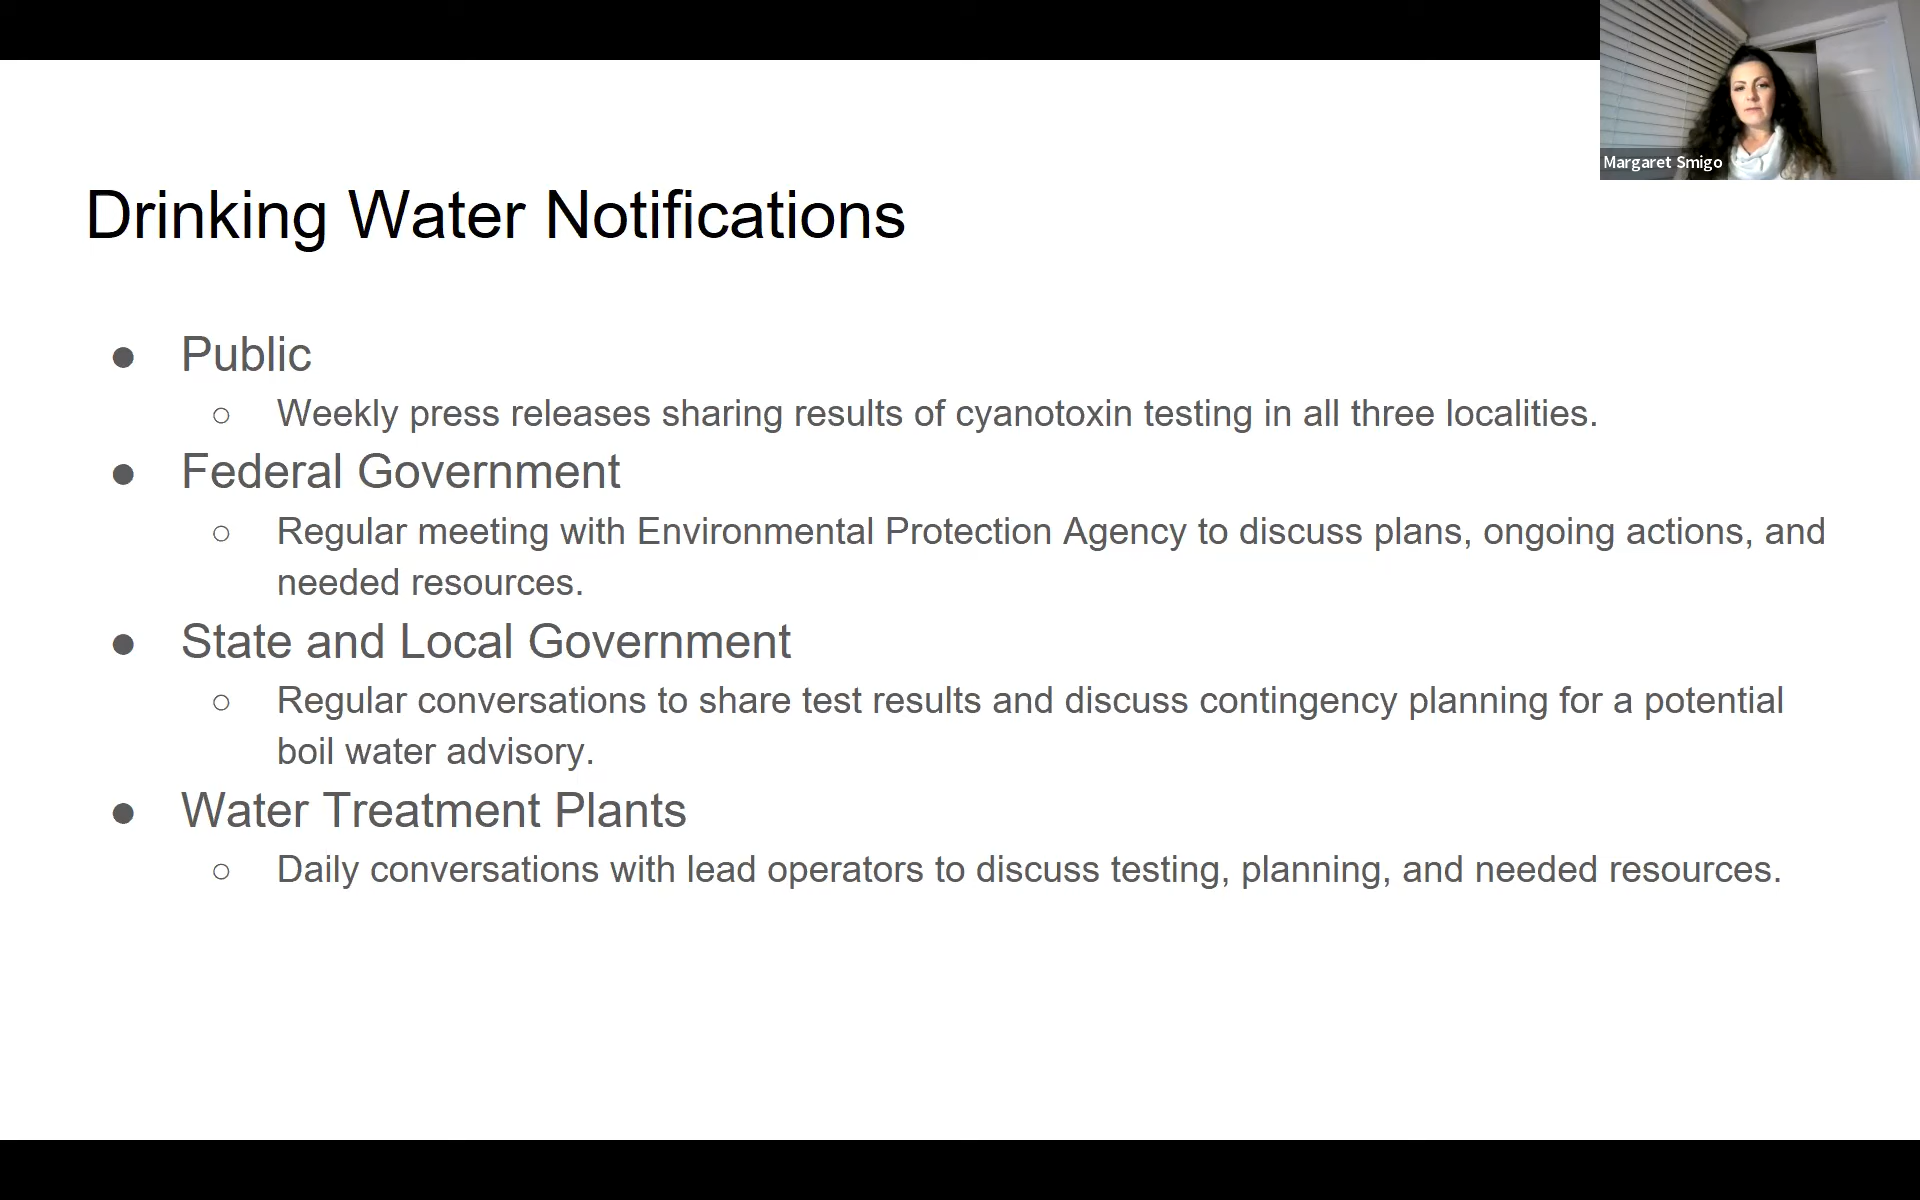 Margaret Smigo
Drinking Water Notifications
● Public
○ Weekly press releases sharing results of cyanotoxin testing in all three localities.
● Federal Government
○ Regular meeting with Environmental Protection Agency to discuss plans, ongoing actions, and
needed resources.
● State and Local Government
○ Regular conversations to share test results and discuss contingency planning for a potential
boil water advisory.
● Water Treatment Plants
○ Daily conversations with lead operators to discuss testing, planning, and needed resources.